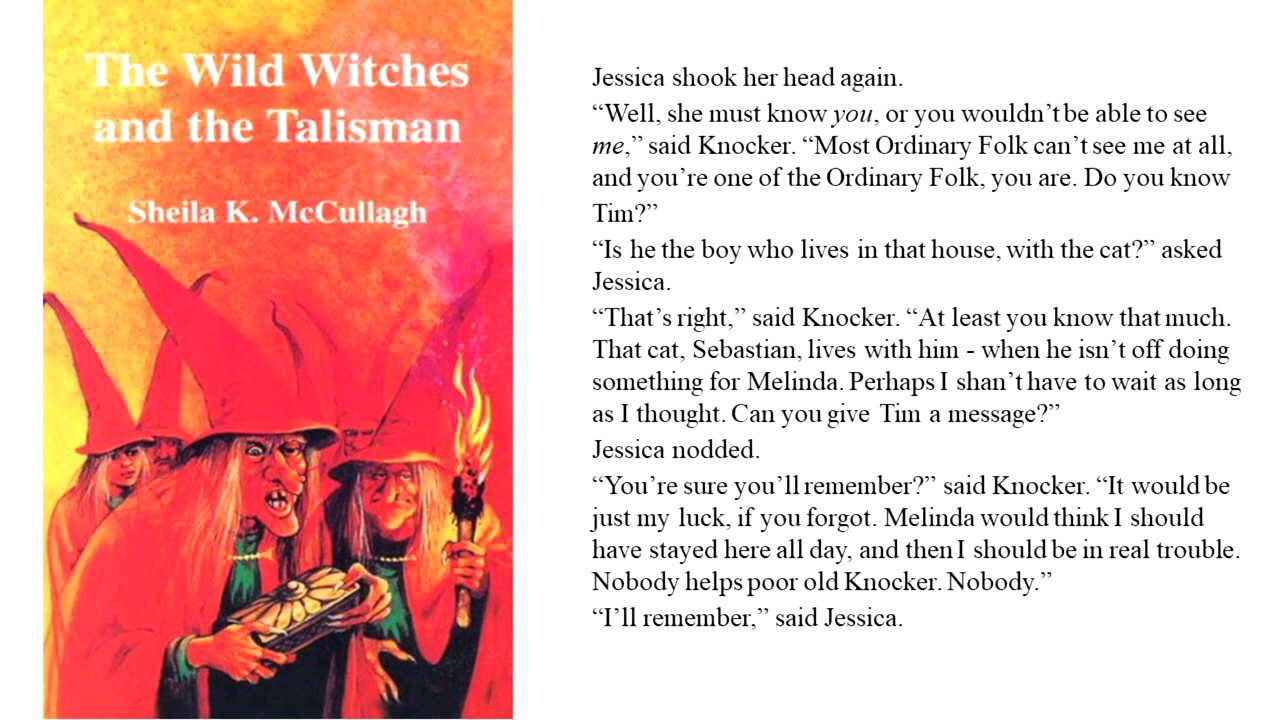 The Wild Witches
and the Talisman
Sheila K. McCullagh
Jessica shook her head again.
“Well, she must know you, or you wouldn’t be able to see
me,” said Knocker. “Most Ordinary Folk can’t see me at all,
and you’re one of the Ordinary Folk, you are. Do you know
Tim?”
“Is he the boy who lives in that house, with the cat?” asked
Jessica.
“That’s right,” said Knocker. “At least you know that much.
That cat, Sebastian, lives with him - when he isn’t off doing
something for Melinda. Perhaps I shan’t have to wait as long
as I thought. Can you give Tim a message?”
Jessica nodded.
“You’re sure you’ll remember?” said Knocker. “It would be
just my luck, if you forgot. Melinda would think I should
have stayed here all day, and then I should be in real trouble.
Nobody helps poor old Knocker. Nobody.”
“I’ll remember,” said Jessica.